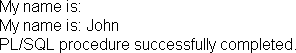 My name is:
My name is: John
PL/SQL procedure successfully completed.